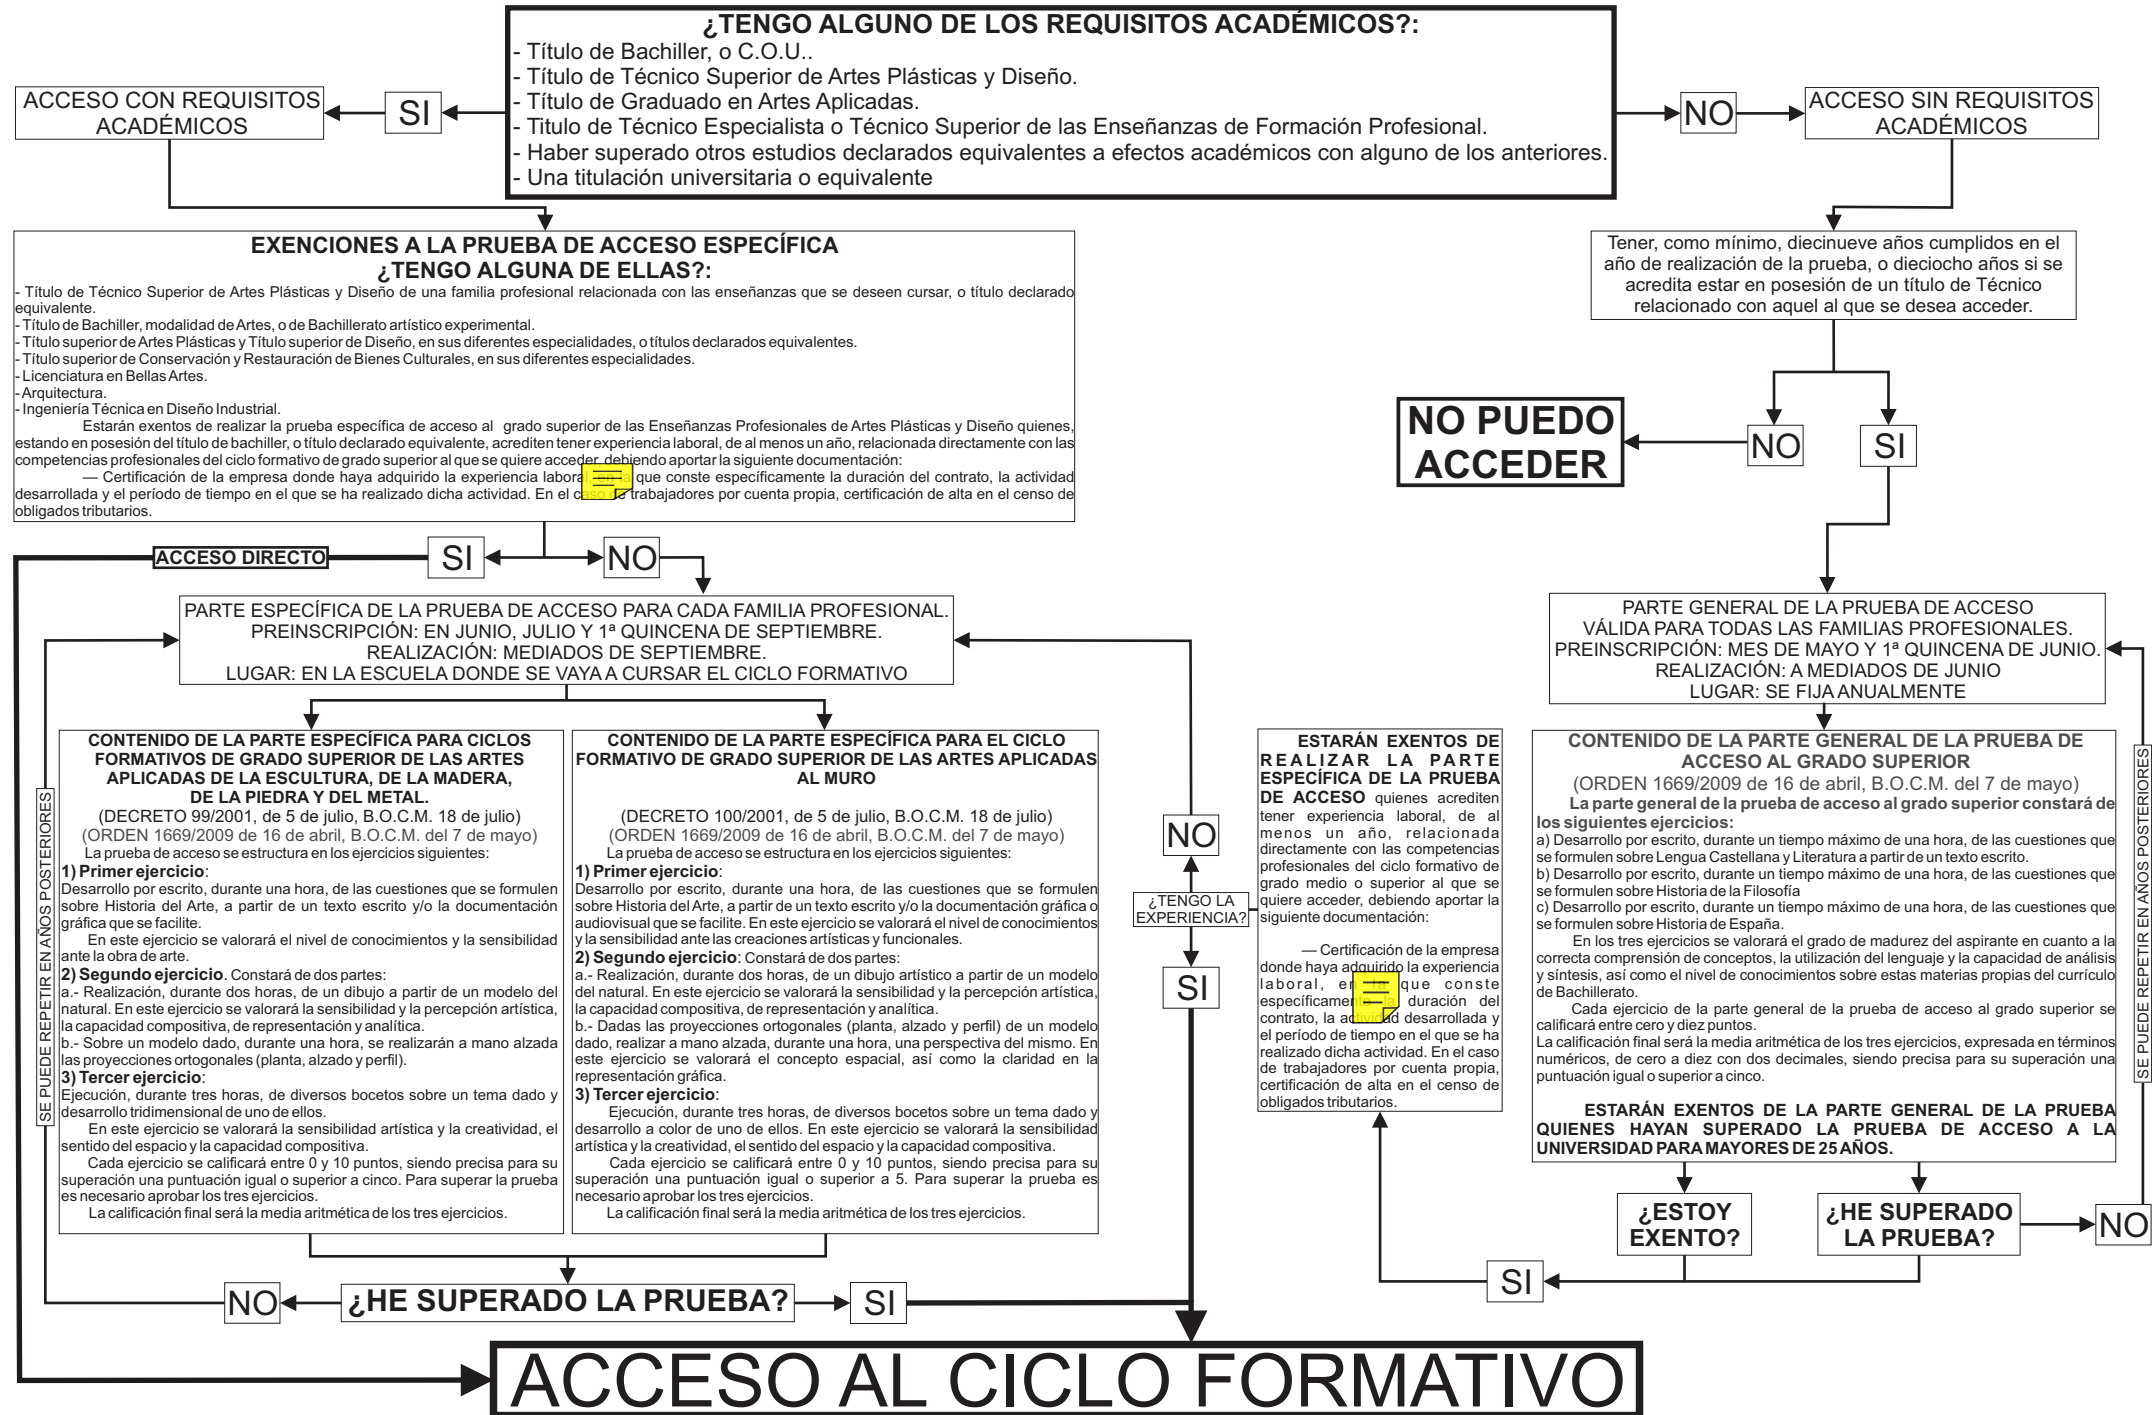 ¿TENGO ALGUNO DE LOS REQUISITOS ACADÉMICOS?:
- Título de Bachiller, o C.O.U..
- Título de Técnico Superior de Artes Plásticas y Diseño.
- Título de Graduado en Artes Aplicadas.
- Titulo de Técnico Especialista o Técnico Superior de las Enseñanzas de Formación Profesional.
- Haber superado otros estudios declarados equivalentes a efectos académicos con alguno de los anteriores.
- Una titulación universitaria o equivalente
SI
ACCESO CON REQUISITOS
ACADÉMICOS
NO
ACCESO SIN REQUISITOS
ACADÉMICOS
EXENCIONES A LA PRUEBA DE ACCESO ESPECÍFICA
¿TENGO ALGUNA DE ELLAS?:
- Título de Técnico Superior de Artes Plásticas y Diseño de una familia profesional relacionada con las enseñanzas que se deseen cursar, o título declarado
equivalente.
- Título de Bachiller, modalidad de Artes, o de Bachillerato artístico experimental.
- Título superior de Artes Plásticas y Título superior de Diseño, en sus diferentes especialidades, o títulos declarados equivalentes.
- Título superior de Conservación y Restauración de Bienes Culturales, en sus diferentes especialidades.
- Licenciatura en Bellas Artes.
- Arquitectura.
- Ingeniería Técnica en Diseño Industrial.
Estarán exentos de realizar la prueba específica de acceso al grado superior de las Enseñanzas Profesionales de Artes Plásticas y Diseño quienes,
estando en posesión del título de bachiller, o título declarado equivalente, acrediten tener experiencia laboral, de al menos un año, relacionada directamente con las
competencias profesionales del ciclo formativo de grado superior al que se quiere acceder, debiendo aportar la siguiente documentación:
— Certificación de la empresa donde haya adquirido la experiencia laboral, en la que conste específicamente la duración del contrato, la actividad
desarrollada y el período de tiempo en el que se ha realizado dicha actividad. En el caso de trabajadores por cuenta propia, certificación de alta en el censo de
obligados tributarios.
Tener, como mínimo, diecinueve años cumplidos en el
año de realización de la prueba, o dieciocho años si se
acredita estar en posesión de un título de Técnico
relacionado con aquel al que se desea acceder.
NO PUEDO
ACCEDER
NO
SI
ACCESO DIRECTO
SI
NO
PARTE ESPECÍFICA DE LA PRUEBA DE ACCESO PARA CADA FAMILIA PROFESIONAL.
PREINSCRIPCIÓN: EN JUNIO, JULIO Y 1ª QUINCENA DE SEPTIEMBRE.
REALIZACIÓN: MEDIADOS DE SEPTIEMBRE.
LUGAR: EN LA ESCUELA DONDE SE VAYA A CURSAR EL CICLO FORMATIVO
PARTE GENERAL DE LA PRUEBA DE ACCESO
VÁLIDA PARA TODAS LAS FAMILIAS PROFESIONALES.
PREINSCRIPCIÓN: MES DE MAYO Y 1ª QUINCENA DE JUNIO.
REALIZACIÓN: A MEDIADOS DE JUNIO
LUGAR: SE FIJA ANUALMENTE
SE PUEDE REPETIR EN AÑOS POSTERIORES
CONTENIDO DE LA PARTE ESPECÍFICA PARA CICLOS
FORMATIVOS DE GRADO SUPERIOR DE LAS ARTES
APLICADAS DE LA ESCULTURA, DE LA MADERA,
DE LA PIEDRA Y DEL METAL.
(DECRETO 99/2001, de 5 de julio, B.O.C.M. 18 de julio)
(ORDEN 1669/2009 de 16 de abril, B.O.C.M. del 7 de mayo)
La prueba de acceso se estructura en los ejercicios siguientes:
1) Primer ejercicio:
Desarrollo por escrito, durante una hora, de las cuestiones que se formulen
sobre Historia del Arte, a partir de un texto escrito y/o la documentación
gráfica que se facilite.
En este ejercicio se valorará el nivel de conocimientos y la sensibilidad
ante la obra de arte.
2) Segundo ejercicio. Constará de dos partes:
a.- Realización, durante dos horas, de un dibujo a partir de un modelo del
natural. En este ejercicio se valorará la sensibilidad y la percepción artística,
la capacidad compositiva, de representación y analítica.
b.- Sobre un modelo dado, durante una hora, se realizarán a mano alzada
las proyecciones ortogonales (planta, alzado y perfil).
3) Tercer ejercicio:
Ejecución, durante tres horas, de diversos bocetos sobre un tema dado y
desarrollo tridimensional de uno de ellos.
En este ejercicio se valorará la sensibilidad artística y la creatividad, el
sentido del espacio y la capacidad compositiva.
Cada ejercicio se calificará entre 0 y 10 puntos, siendo precisa para su
superación una puntuación igual o superior a cinco. Para superar la prueba
es necesario aprobar los tres ejercicios.
La calificación final será la media aritmética de los tres ejercicios.
CONTENIDO DE LA PARTE ESPECÍFICA PARA EL CICLO
FORMATIVO DE GRADO SUPERIOR DE LAS ARTES APLICADAS
AL MURO
(DECRETO 100/2001, de 5 de julio, B.O.C.M. 18 de julio)
(ORDEN 1669/2009 de 16 de abril, B.O.C.M. del 7 de mayo)
La prueba de acceso se estructura en los ejercicios siguientes:
1) Primer ejercicio:
Desarrollo por escrito, durante una hora, de las cuestiones que se formulen
sobre Historia del Arte, a partir de un texto escrito y/o la documentación gráfica o
audiovisual que se facilite. En este ejercicio se valorará el nivel de conocimientos
y la sensibilidad ante las creaciones artísticas y funcionales.
2) Segundo ejercicio: Constará de dos partes:
a.- Realización, durante dos horas, de un dibujo artístico a partir de un modelo
del natural. En este ejercicio se valorará la sensibilidad y la percepción artística,
la capacidad compositiva, de representación y analítica.
b.- Dadas las proyecciones ortogonales (planta, alzado y perfil) de un modelo
dado, realizar a mano alzada, durante una hora, una perspectiva del mismo. En
este ejercicio se valorará el concepto espacial, así como la claridad en la
representación gráfica.
3) Tercer ejercicio:
Ejecución, durante tres horas, de diversos bocetos sobre un tema dado y
desarrollo a color de uno de ellos. En este ejercicio se valorará la sensibilidad
artística y la creatividad, el sentido del espacio y la capacidad compositiva.
Cada ejercicio se calificará entre 0 y 10 puntos, siendo precisa para su
superación una puntuación igual o superior a 5. Para superar la prueba es
necesario aprobar los tres ejercicios.
La calificación final será la media aritmética de los tres ejercicios.
NO
¿TENGO LA
EXPERIENCIA?
SI
ESTARÁN EXENTOS DE
REALIZAR LA PARTE
ESPECÍFICA DE LA PRUEBA
DE ACCESO quienes acrediten
tener experiencia laboral, de al
menos un año, relacionada
directamente con las competencias
profesionales del ciclo formativo de
grado medio o superior al que se
quiere acceder, debiendo aportar la
siguiente documentación:
— Certificación de la empresa
donde haya adquirido la experiencia
laboral, en la que conste
específicamente la duración del
contrato, la actividad desarrollada y
el período de tiempo en el que se ha
realizado dicha actividad. En el caso
de trabajadores por cuenta propia,
certificación de alta en el censo de
obligados tributarios.
CONTENIDO DE LA PARTE GENERAL DE LA PRUEBA DE
ACCESO AL GRADO SUPERIOR
(ORDEN 1669/2009 de 16 de abril, B.O.C.M. del 7 de mayo)
La parte general de la prueba de acceso al grado superior constará de
los siguientes ejercicios:
a) Desarrollo por escrito, durante un tiempo máximo de una hora, de las cuestiones que
se formulen sobre Lengua Castellana y Literatura a partir de un texto escrito.
b) Desarrollo por escrito, durante un tiempo máximo de una hora, de las cuestiones que
se formulen sobre Historia de la Filosofía
c) Desarrollo por escrito, durante un tiempo máximo de una hora, de las cuestiones que
se formulen sobre Historia de España.
En los tres ejercicios se valorará el grado de madurez del aspirante en cuanto a la
correcta comprensión de conceptos, la utilización del lenguaje y la capacidad de análisis
y síntesis, así como el nivel de conocimientos sobre estas materias propias del currículo
de Bachillerato.
Cada ejercicio de la parte general de la prueba de acceso al grado superior se
calificará entre cero y diez puntos.
La calificación final será la media aritmética de los tres ejercicios, expresada en términos
numéricos, de cero a diez con dos decimales, siendo precisa para su superación una
puntuación igual o superior a cinco.
ESTARÁN EXENTOS DE LA PARTE GENERAL DE LA PRUEBA
QUIENES HAYAN SUPERADO LA PRUEBA DE ACCESO A LA
UNIVERSIDAD PARA MAYORES DE 25 AÑOS.
SE PUEDE REPETIR EN AÑOS POSTERIORES
¿ESTOY
EXENTO?
¿HE SUPERADO
LA PRUEBA?
NO
SI
NO
¿HE SUPERADO LA PRUEBA?
SI
ACCESO AL CICLO FORMATIVO